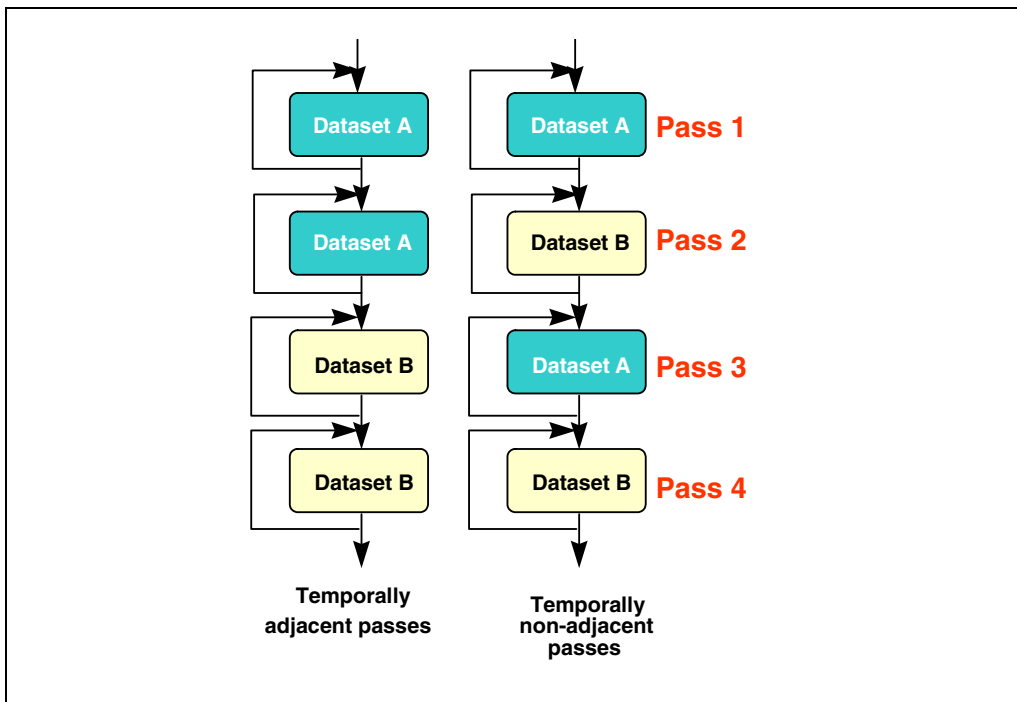 Dataset A
Dataset A
Pass 1
Dataset A
Dataset B
Pass 2
Dataset B
Dataset A
Pass 3
Dataset B
Dataset B
Pass 4
Temporally
adjacent passes
Temporally
non-adjacent
passes